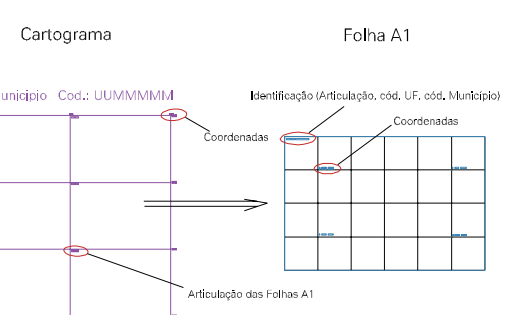 Cartograma
Folha A1
unicipio Cod.: UUMMMMM
Identificação (Articulação, cód. UF, cód. Município)
Coordenadas
Coordenadas
Articulação das Folhas A1